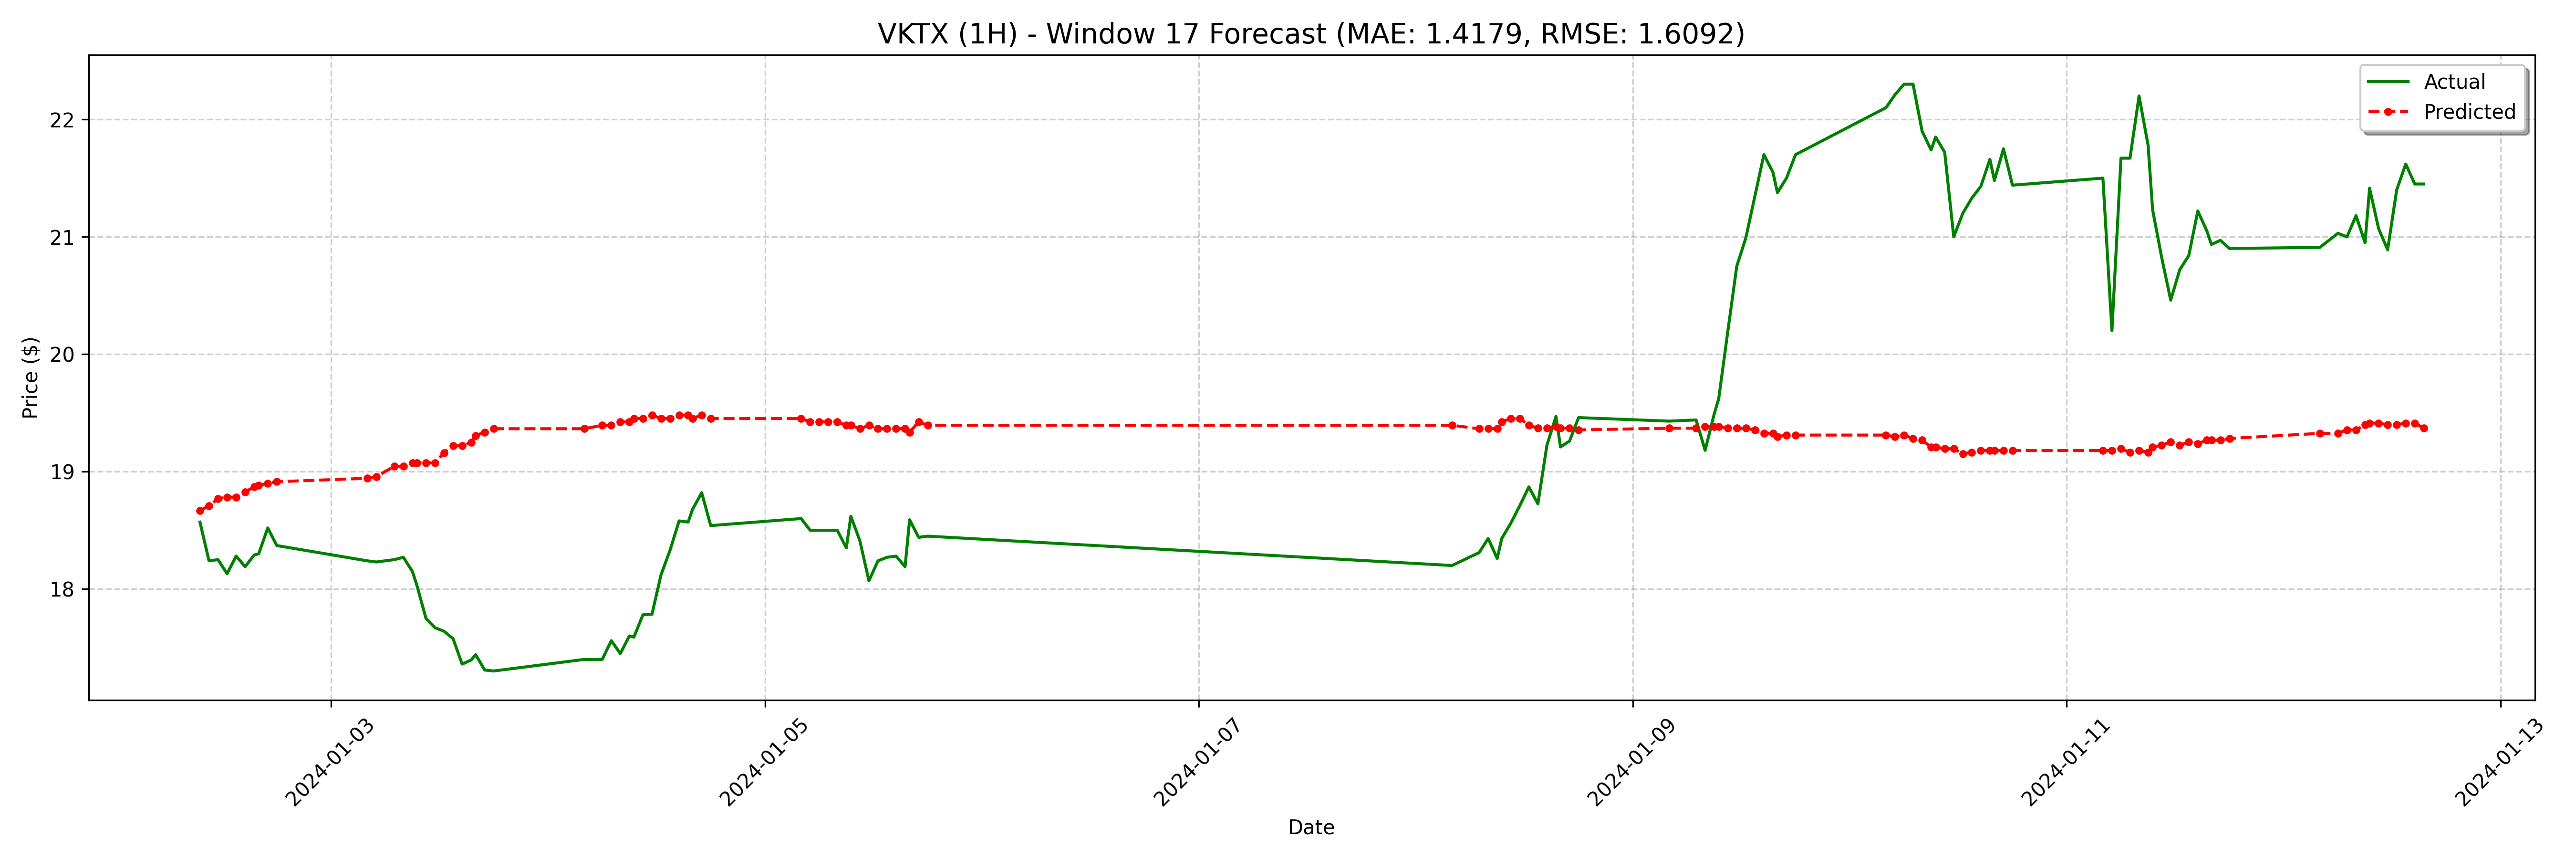 VKTX (1H) - Window 17 Forecast (MAE: 1.4179, RMSE: 1.6092)
Actual
Predicted
Price ($)
22
21
20
19
18
2024-01-03
2024-01-05
2024-01-07
2024-01-09
2024-01-11
2024-01-13
Date